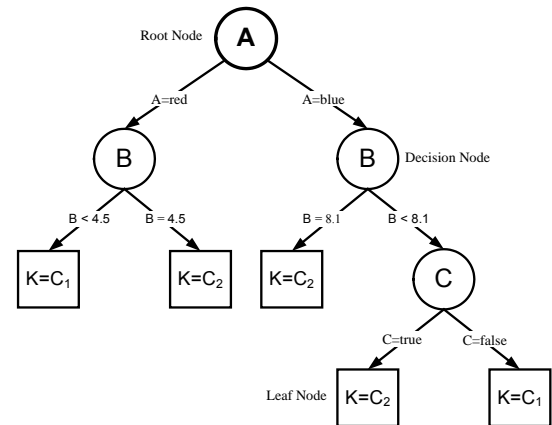 Root Node
A
A=red
A=blue
B
B
Decision Node
B < 4.5
B = 4.5
B = 8.1
B < 8.1
K=C₁
K=C₂
K=C₂
C
C=true
C=false
Leaf Node
K=C₂
K=C₁